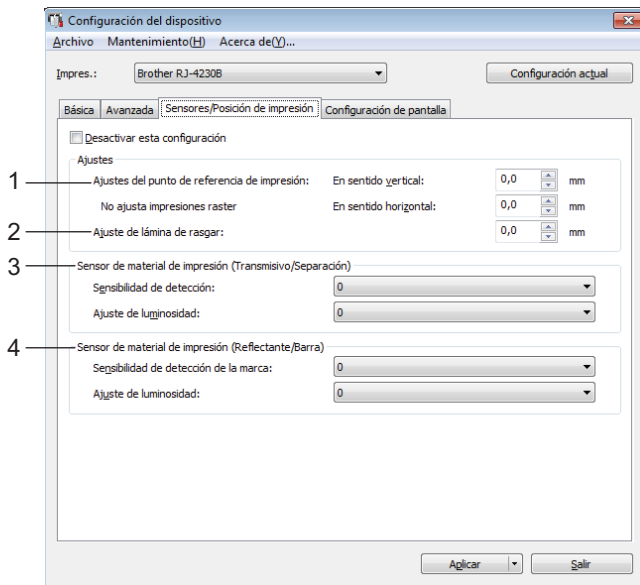 Configuración del dispositivo
Archivo Mantenimiento(H) Acerca de(Y)...
Impres.: Brother RJ-4230B Configuración actual
Básica Avanzada Sensores/Posición de impresión Configuración de pantalla
Desactivar esta configuración
Ajustes
1 Ajustes del punto de referencia de impresión: En sentido vertical: 0,0 mm
No ajusta impresiones raster En sentido horizontal: 0,0 mm
2 Ajuste de lámina de rasgar: 0,0 mm
3 Sensor de material de impresión (Transmisivo/Separación)
Sensibilidad de detección: 0
Ajuste de luminosidad: 0
4 Sensor de material de impresión (Reflectante/Barra)
Sensibilidad de detección de la marca: 0
Ajuste de luminosidad: 0
Aplicar Salir